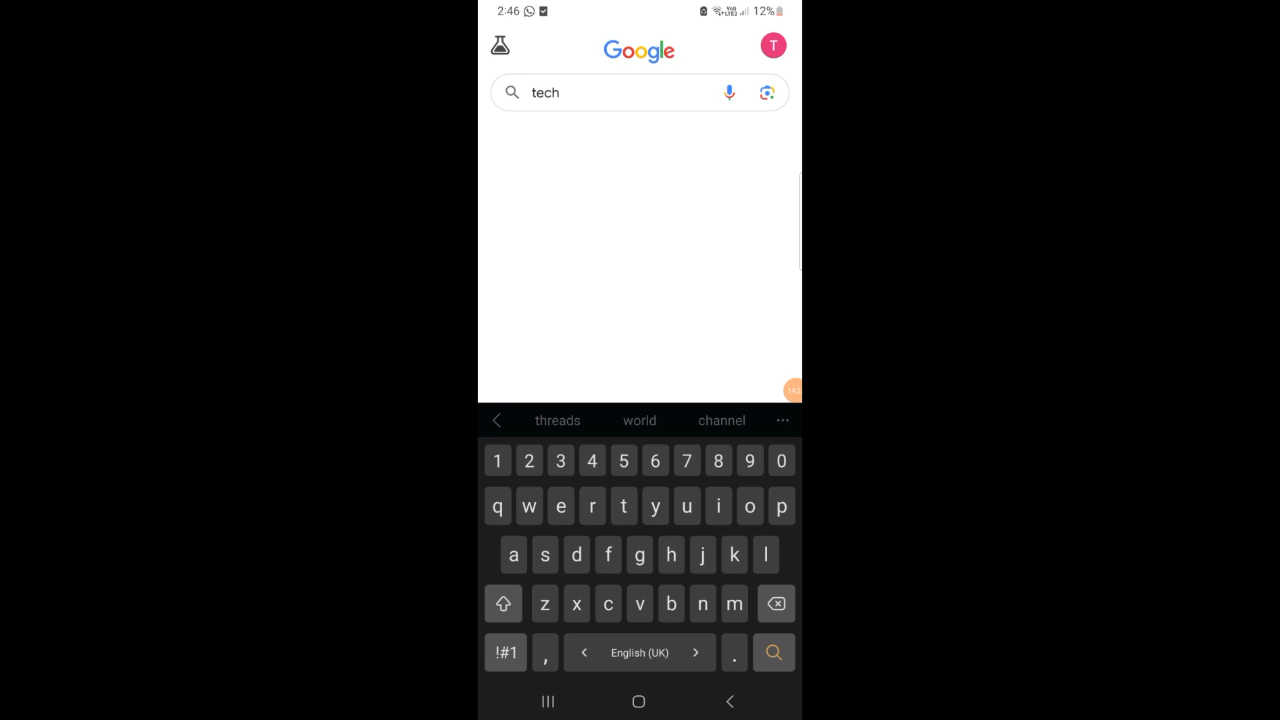 2:46 12%
Google
T
tech
threads world channel
1 2 3 4 5 6 7 8 9 0
q w e r t y u i o p
a s d f g h j k l
z x c v b n m
!#1 , English (UK) .